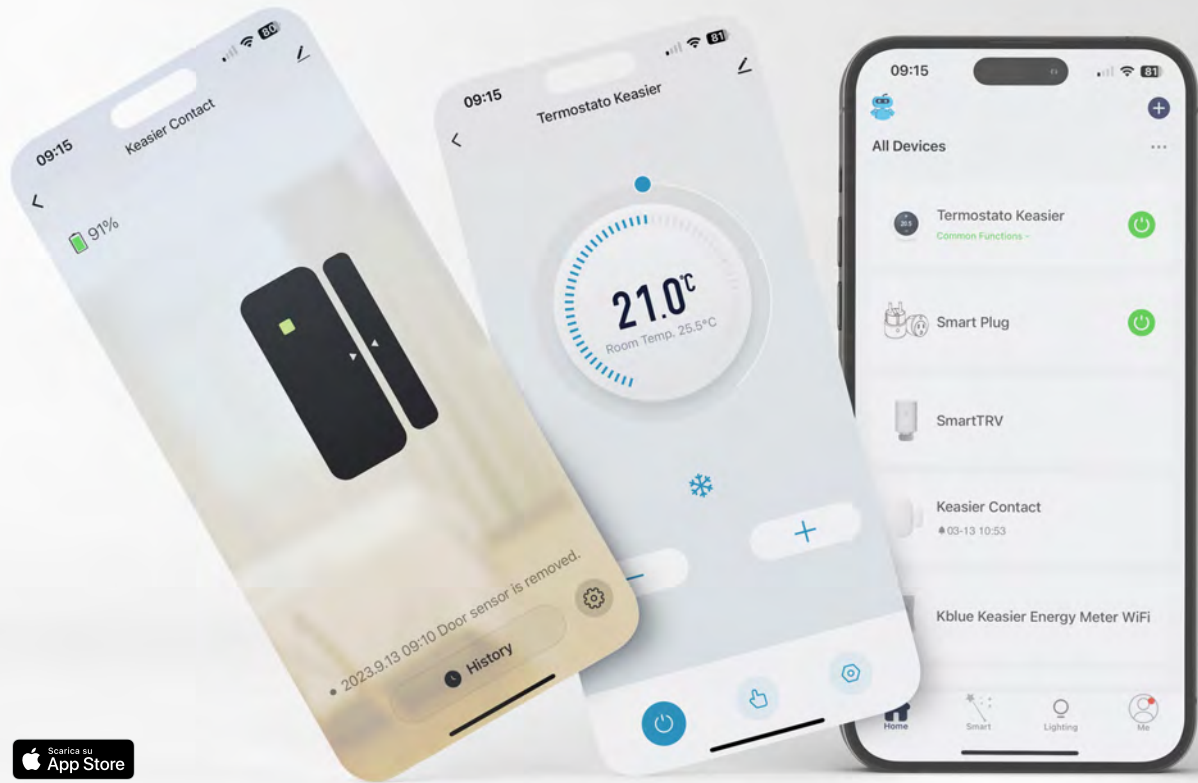 09:15
80
Keasier Contact
91%
• 2023.9.13 09:10 Door sensor is removed.
History
09:15
81
Termostato Keasier
21.0°C
Room Temp. 25.5°C
09:15
81
All Devices
Termostato Keasier
Common Functions
Smart Plug
SmartTRV
Keasier Contact
03-13 10:53
Kblue Keasier Energy Meter WiFi
Home
Smart
Lighting
Me
Scarica su
App Store